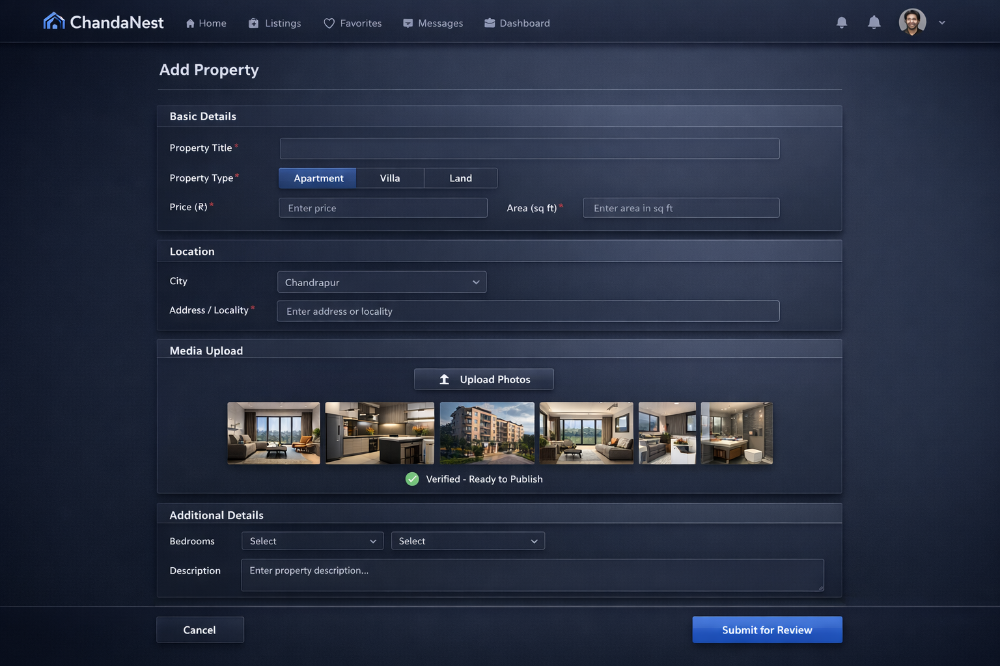 ChandaNest Home Listings Favorites Messages Dashboard
Add Property
Basic Details
Property Title *
Property Type * Apartment Villa Land
Price (₹) * Enter price Area (sq ft) * Enter area in sq ft
Location
City Chandrapur
Address / Locality * Enter address or locality
Media Upload
Upload Photos
Verified - Ready to Publish
Additional Details
Bedrooms Select Select
Description Enter property description...
Cancel Submit for Review